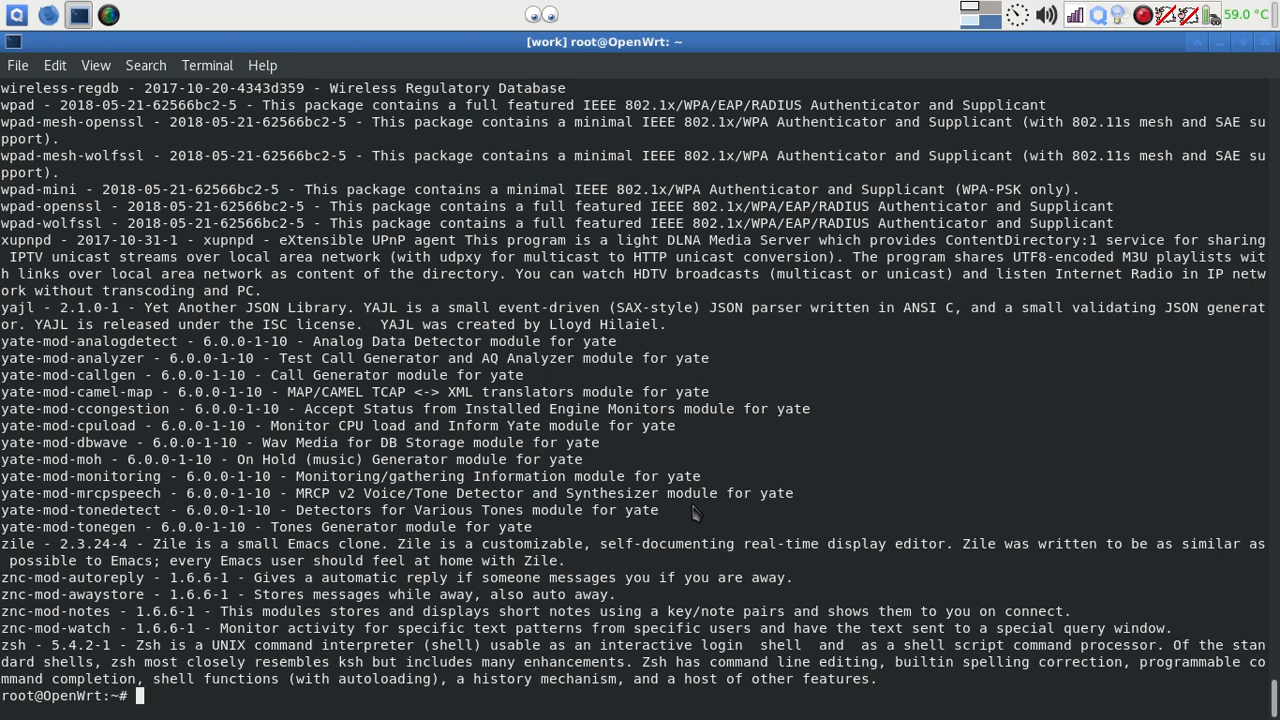 59.0 °C
[work] root@OpenWrt: ~
File Edit View Search Terminal Help
wireless-regdb - 2017-10-20-4343d359 - Wireless Regulatory Database
wpad - 2018-05-21-62566bc2-5 - This package contains a full featured IEEE 802.1x/WPA/EAP/RADIUS Authenticator and Supplicant
wpad-mesh-openssl - 2018-05-21-62566bc2-5 - This package contains a minimal IEEE 802.1x/WPA Authenticator and Supplicant (with 802.11s mesh and SAE su
pport).
wpad-mesh-wolfssl - 2018-05-21-62566bc2-5 - This package contains a minimal IEEE 802.1x/WPA Authenticator and Supplicant (with 802.11s mesh and SAE su
pport).
wpad-mini - 2018-05-21-62566bc2-5 - This package contains a minimal IEEE 802.1x/WPA Authenticator and Supplicant (WPA-PSK only).
wpad-openssl - 2018-05-21-62566bc2-5 - This package contains a full featured IEEE 802.1x/WPA/EAP/RADIUS Authenticator and Supplicant
wpad-wolfssl - 2018-05-21-62566bc2-5 - This package contains a full featured IEEE 802.1x/WPA/EAP/RADIUS Authenticator and Supplicant
xupnpd - 2017-10-31-1 - xupnpd - eXtensible UPnP agent This program is a light DLNA Media Server which provides ContentDirectory:1 service for sharing
 IPTV unicast streams over local area network (with udpxy for multicast to HTTP unicast conversion). The program shares UTF8-encoded M3U playlists wit
h links over local area network as content of the directory. You can watch HDTV broadcasts (multicast or unicast) and listen Internet Radio in IP netw
ork without transcoding and PC.
yajl - 2.1.0-1 - Yet Another JSON Library. YAJL is a small event-driven (SAX-style) JSON parser written in ANSI C, and a small validating JSON generat
or. YAJL is released under the ISC license.  YAJL was created by Lloyd Hilaiel.
yate-mod-analogdetect - 6.0.0-1-10 - Analog Data Detector module for yate
yate-mod-analyzer - 6.0.0-1-10 - Test Call Generator and AQ Analyzer module for yate
yate-mod-callgen - 6.0.0-1-10 - Call Generator module for yate
yate-mod-camel-map - 6.0.0-1-10 - MAP/CAMEL TCAP <-> XML translators module for yate
yate-mod-ccongestion - 6.0.0-1-10 - Accept Status from Installed Engine Monitors module for yate
yate-mod-cpuload - 6.0.0-1-10 - Monitor CPU load and Inform Yate module for yate
yate-mod-dbwave - 6.0.0-1-10 - Wav Media for DB Storage module for yate
yate-mod-moh - 6.0.0-1-10 - On Hold (music) Generator module for yate
yate-mod-monitoring - 6.0.0-1-10 - Monitoring/gathering Information module for yate
yate-mod-mrcpspeech - 6.0.0-1-10 - MRCP v2 Voice/Tone Detector and Synthesizer module for yate
yate-mod-tonedetect - 6.0.0-1-10 - Detectors for Various Tones module for yate
yate-mod-tonegen - 6.0.0-1-10 - Tones Generator module for yate
zile - 2.3.24-4 - Zile is a small Emacs clone. Zile is a customizable, self-documenting real-time display editor. Zile was written to be as similar as
 possible to Emacs; every Emacs user should feel at home with Zile.
znc-mod-autoreply - 1.6.6-1 - Gives a automatic reply if someone messages you if you are away.
znc-mod-awaystore - 1.6.6-1 - Stores messages while away, also auto away.
znc-mod-notes - 1.6.6-1 - This modules stores and displays short notes using a key/note pairs and shows them to you on connect.
znc-mod-watch - 1.6.6-1 - Monitor activity for specific text patterns from specific users and have the text sent to a special query window.
zsh - 5.4.2-1 - Zsh is a UNIX command interpreter (shell) usable as an interactive login  shell  and  as a shell script command processor. Of the stan
dard shells, zsh most closely resembles ksh but includes many enhancements. Zsh has command line editing, builtin spelling correction, programmable co
mmand completion, shell functions (with autoloading), a history mechanism, and a host of other features.
root@OpenWrt:~#